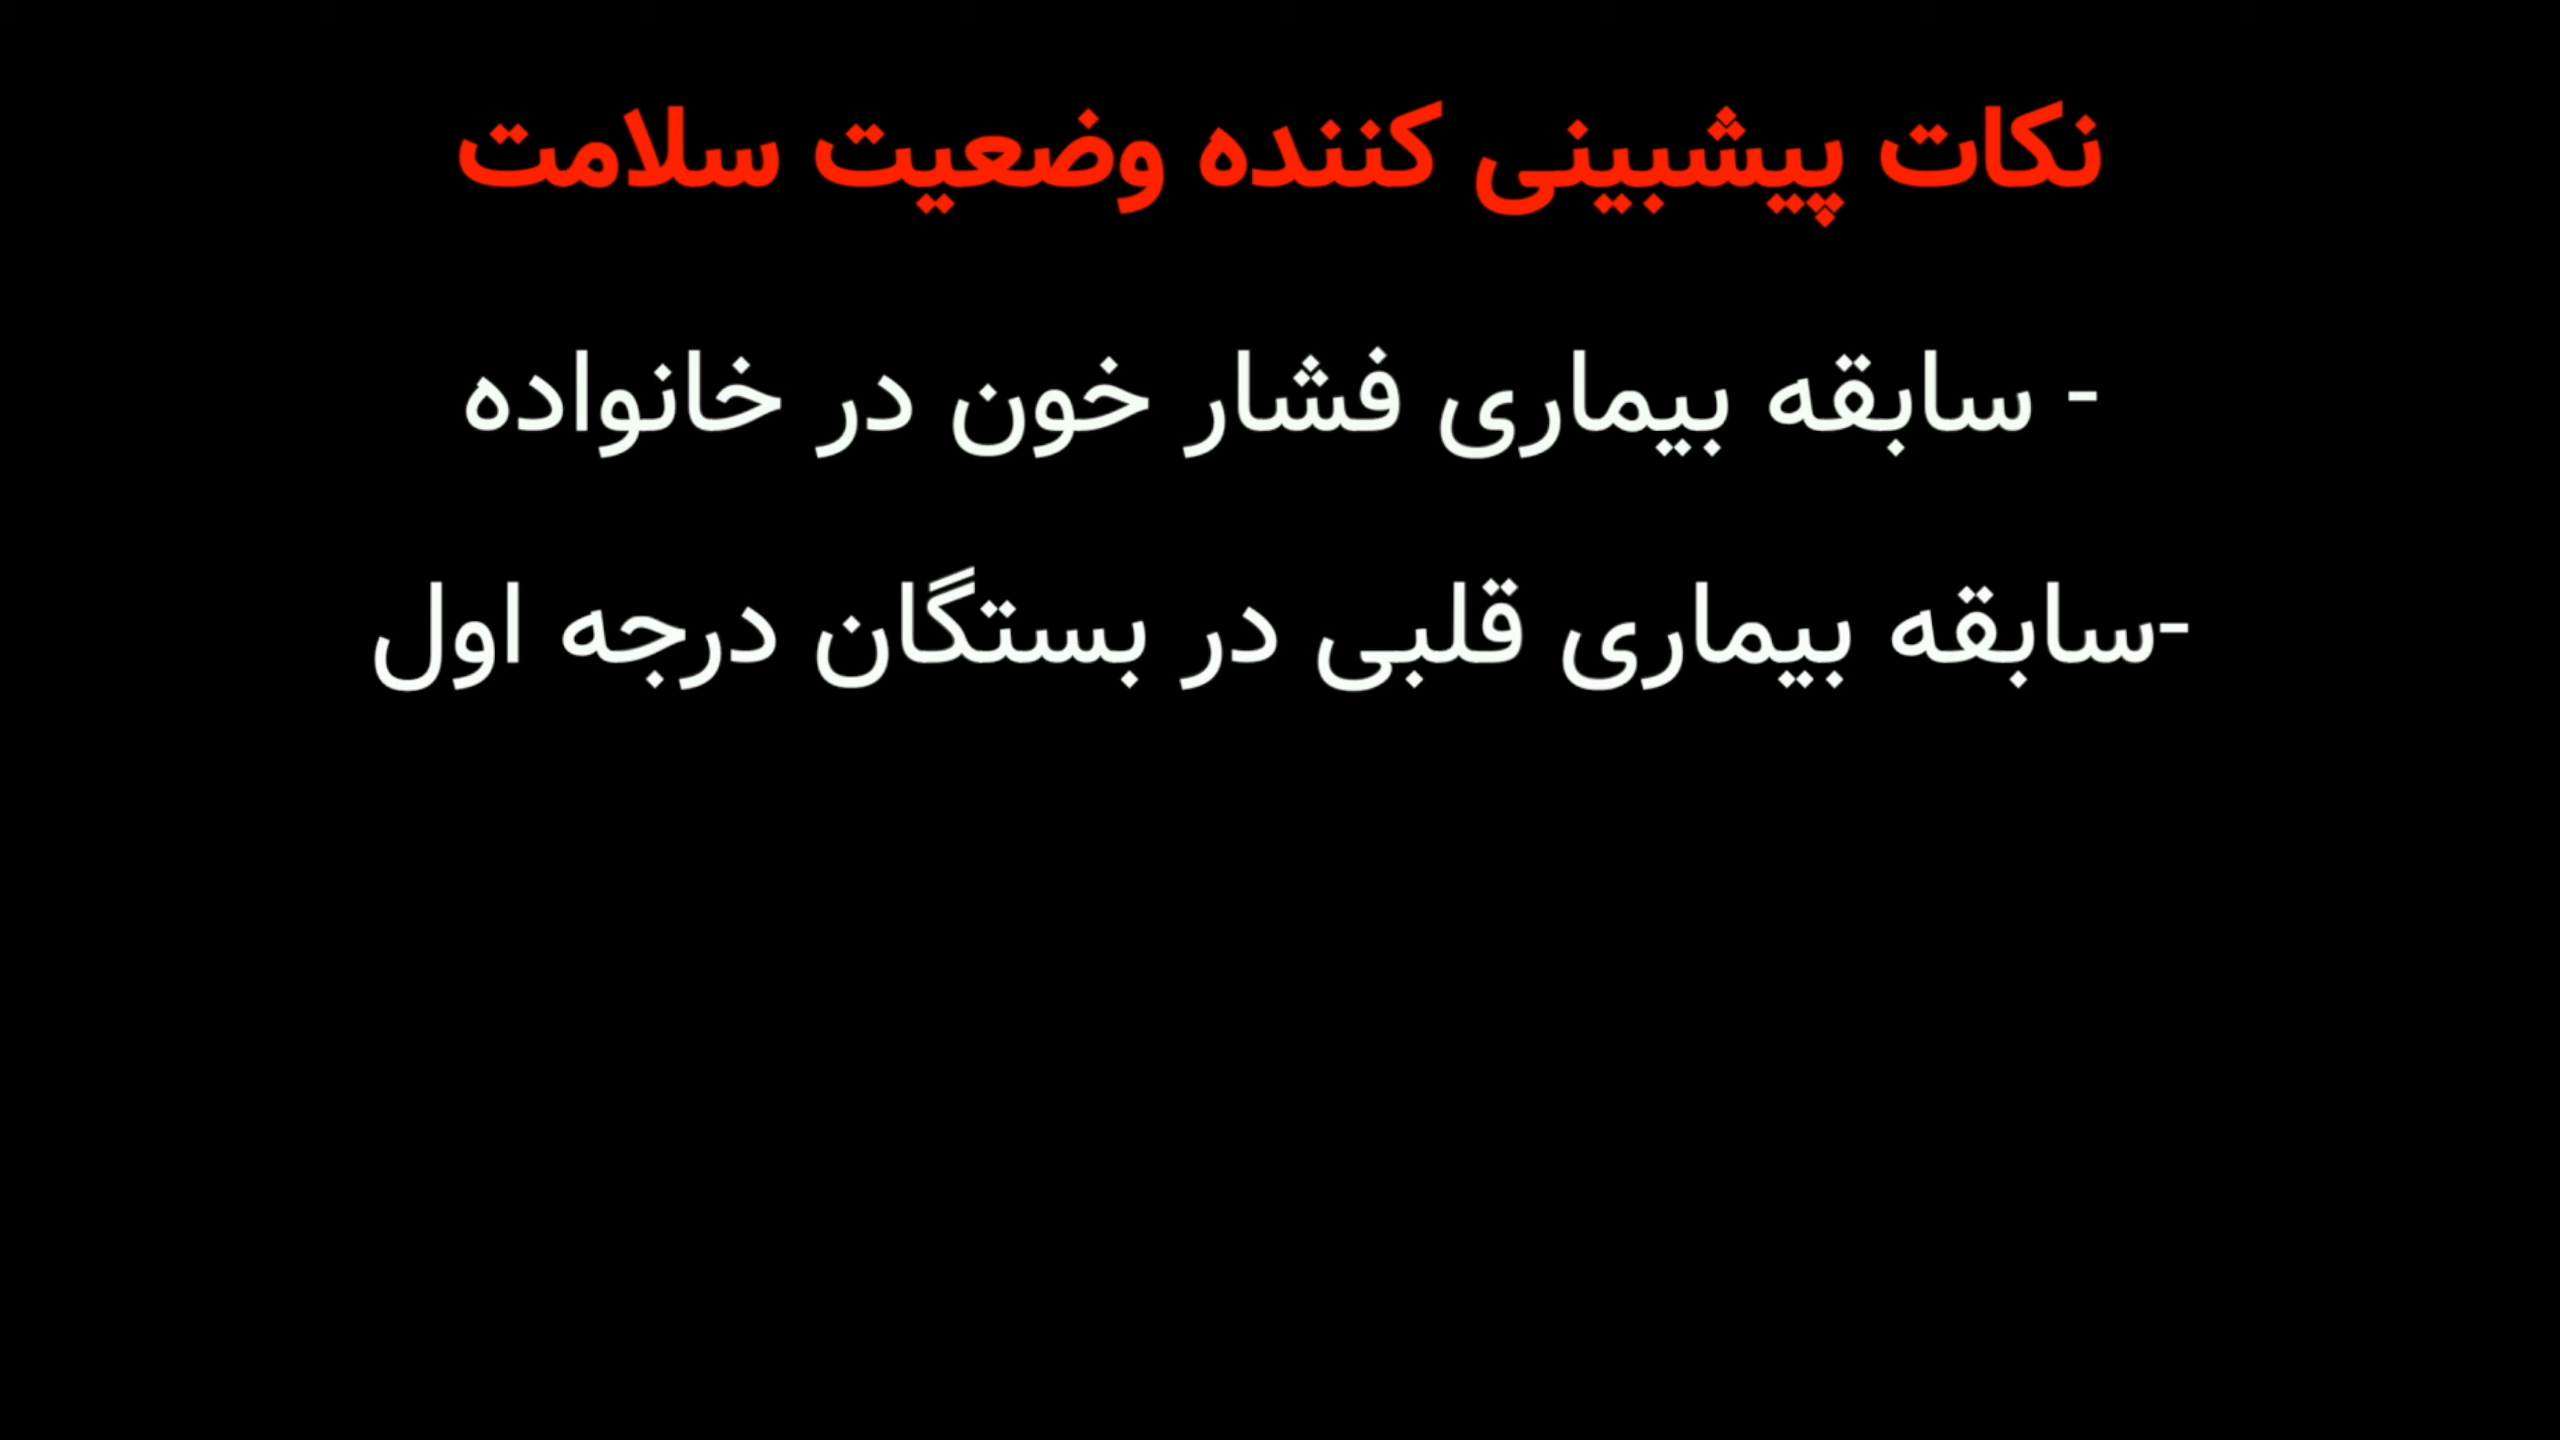 نکات پیشبینی کننده وضعیت سلامت
- سابقه بیماری فشار خون در خانواده
-سابقه بیماری قلبی در بستگان درجه اول